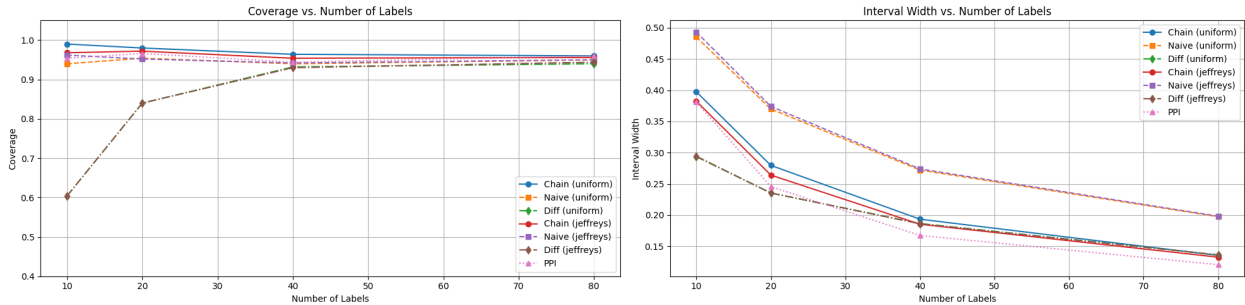 Coverage vs. Number of Labels
1.0
0.9
0.8
0.7
0.6
0.5
0.4
Coverage
10
20
30
40
50
60
70
80
Number of Labels
Chain (uniform)
Naive (uniform)
Diff (uniform)
Chain (jeffreys)
Naive (jeffreys)
Diff (jeffreys)
PPI
Interval Width vs. Number of Labels
0.50
0.45
0.40
0.35
0.30
0.25
0.20
0.15
Interval Width
10
20
30
40
50
60
70
80
Number of Labels
Chain (uniform)
Naive (uniform)
Diff (uniform)
Chain (jeffreys)
Naive (jeffreys)
Diff (jeffreys)
PPI